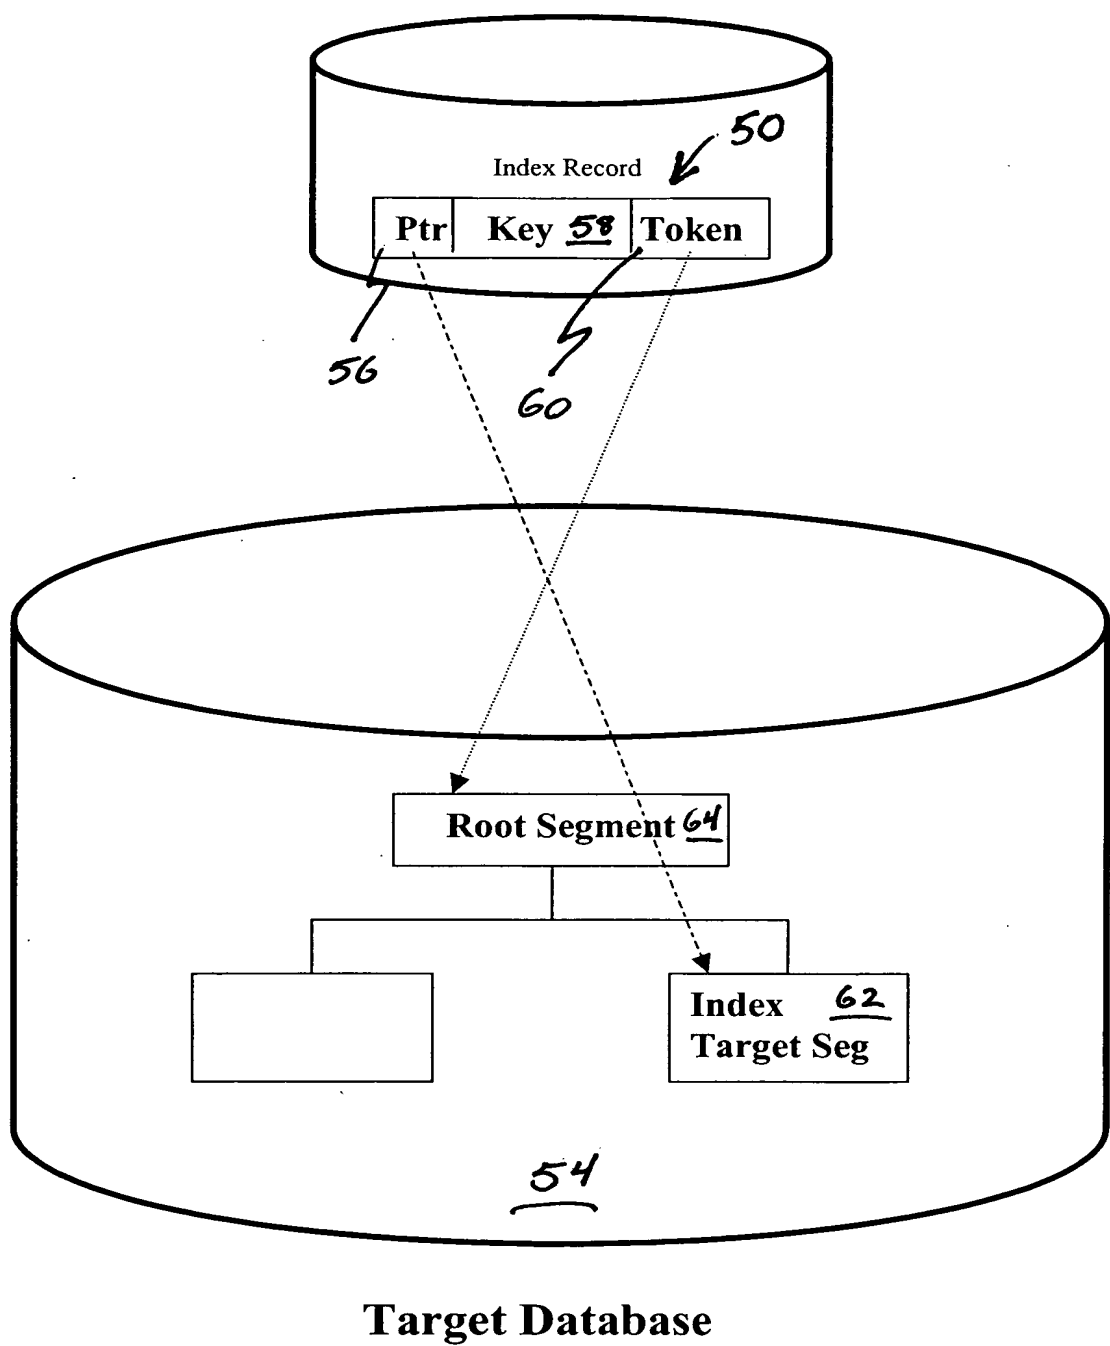 50
Index Record
Ptr Key 58 Token
56
60
Root Segment 64
Index 62
Target Seg
54
Target Database